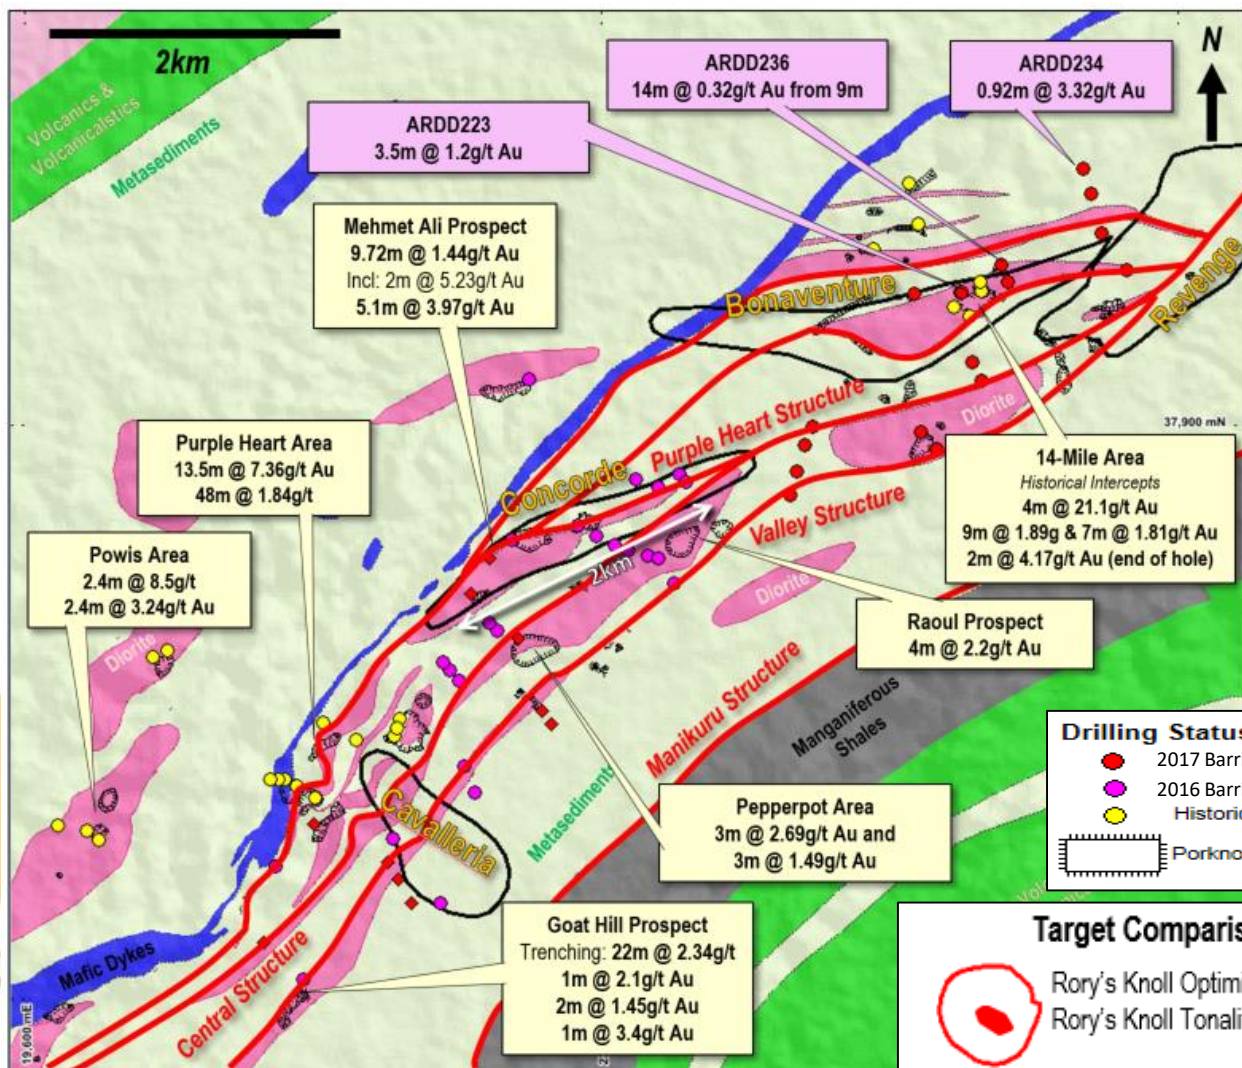 2km
N
ARDD236
14m @ 0.32g/t Au from 9m
ARDD234
0.92m @ 3.32g/t Au
ARDD223
3.5m @ 1.2g/t Au
Volcanics &
Volcanicalstics
Metasediments
Mehmet Ali Prospect
9.72m @ 1.44g/t Au
Incl: 2m @ 5.23g/t Au
5.1m @ 3.97g/t Au
Bonaventure
Revenge
Purple Heart Structure
Diorite
37,900 mN
Purple Heart Area
13.5m @ 7.36g/t Au
48m @ 1.84g/t
Concorde
Valley Structure
14-Mile Area
Historical Intercepts
4m @ 21.1g/t Au
9m @ 1.89g & 7m @ 1.81g/t Au
2m @ 4.17g/t Au (end of hole)
Powis Area
2.4m @ 8.5g/t
2.4m @ 3.24g/t Au
2km
Diorite
Raoul Prospect
4m @ 2.2g/t Au
Diorite
Manikuru Structure
Manganiferous
Shales
Drilling Status
2017 Barr
2016 Barr
Historic
Porkno
Cavalleria
Metasediments
Pepperpot Area
3m @ 2.69g/t Au and
3m @ 1.49g/t Au
Goat Hill Prospect
Trenching: 22m @ 2.34g/t
1m @ 2.1g/t Au
2m @ 1.45g/t Au
1m @ 3.4g/t Au
Mafic Dykes
Central Structure
19,600 mE
Target Comparis
Rory's Knoll Optimi
Rory's Knoll Tonali